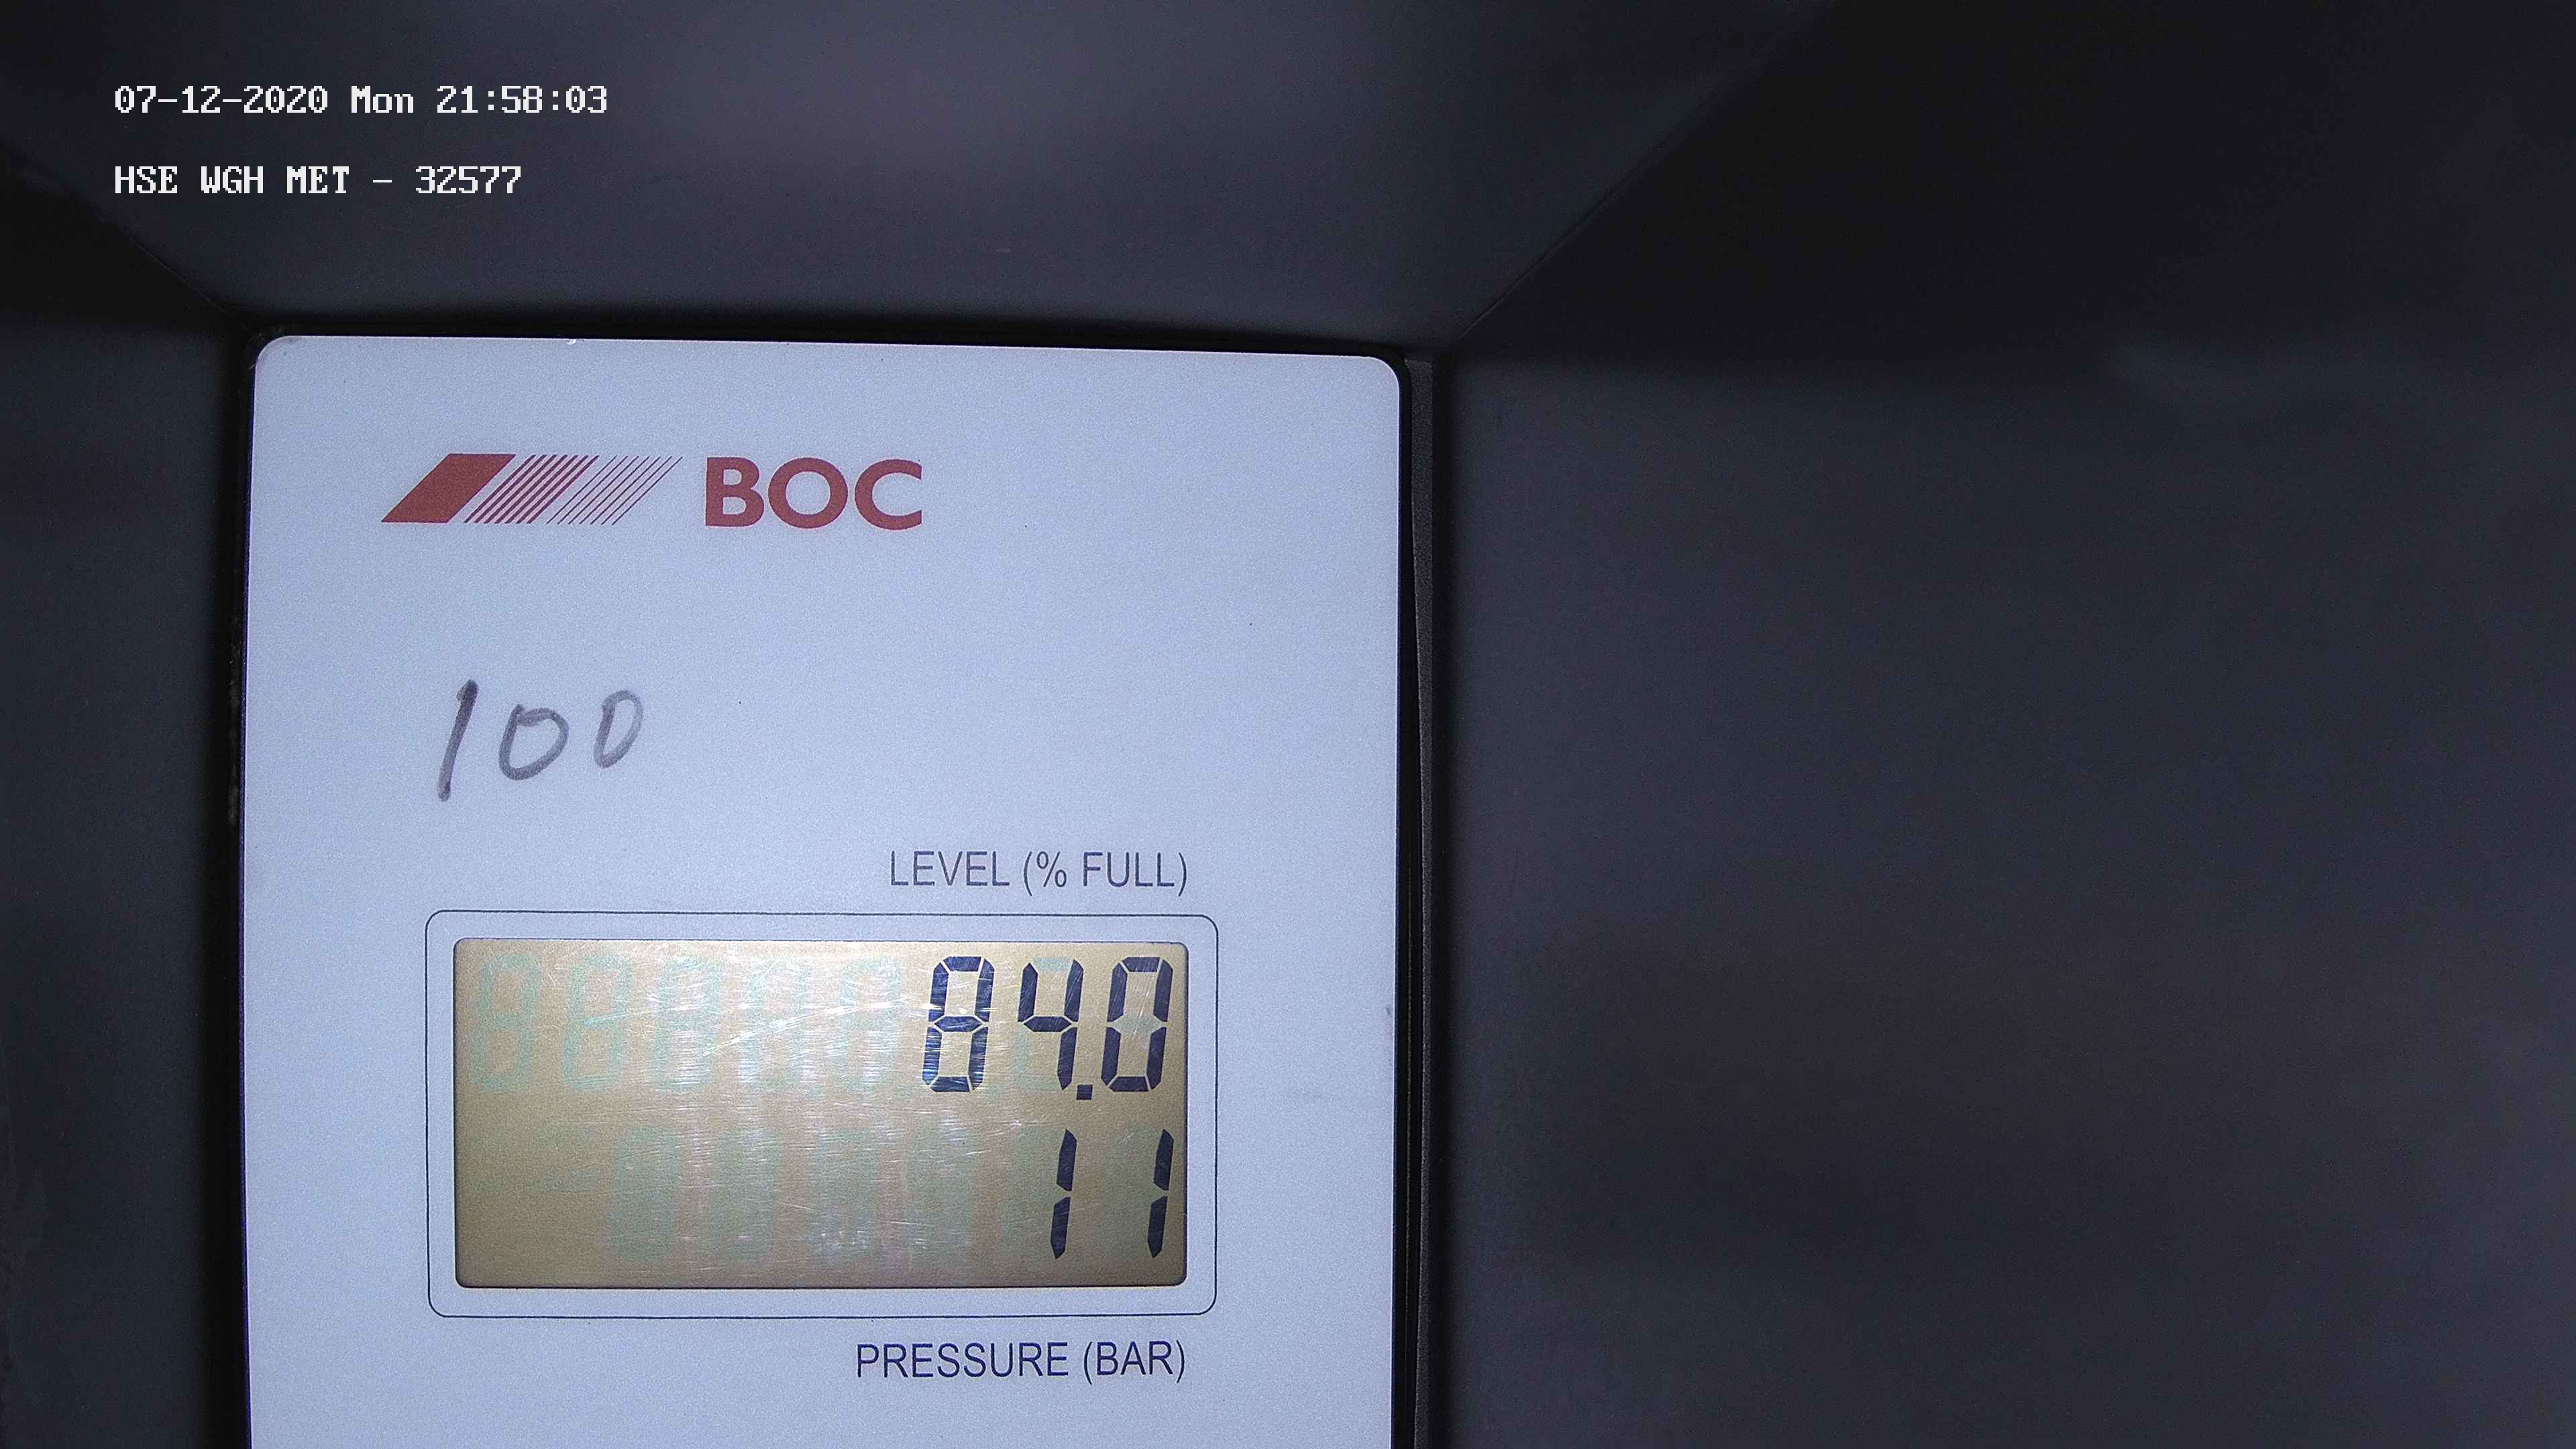 07-12-2020 Mon 21:58:03
HSE WGH MET - 32577
BOC
100
LEVEL (% FULL)
84.0
11
PRESSURE (BAR)